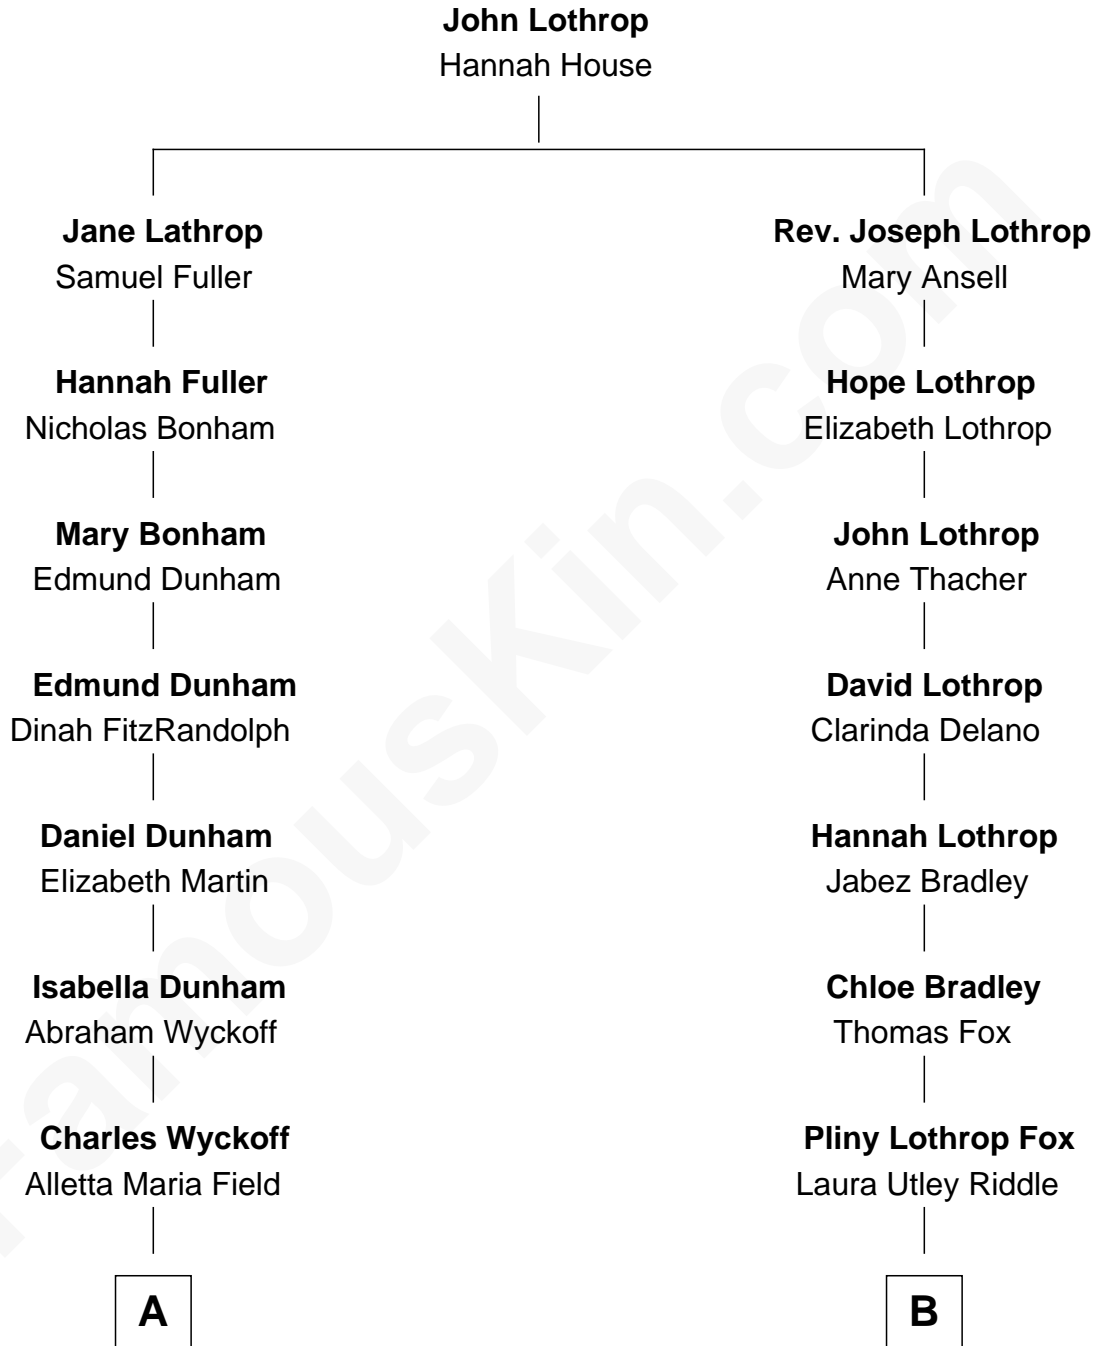 John Lothrop
Hannah House
Jane Lathrop
Samuel Fuller
Rev. Joseph Lothrop
Mary Ansell
Hannah Fuller
Nicholas Bonham
Hope Lothrop
Elizabeth Lothrop
Mary Bonham
Edmund Dunham
John Lothrop
Anne Thacher
Edmund Dunham
Dinah FitzRandolph
David Lothrop
Clarinda Delano
Daniel Dunham
Elizabeth Martin
Hannah Lothrop
Jabez Bradley
Isabella Dunham
Abraham Wyckoff
Chloe Bradley
Thomas Fox
Charles Wyckoff
Alletta Maria Field
Pliny Lothrop Fox
Laura Utley Riddle
A
B
FamousKin.com